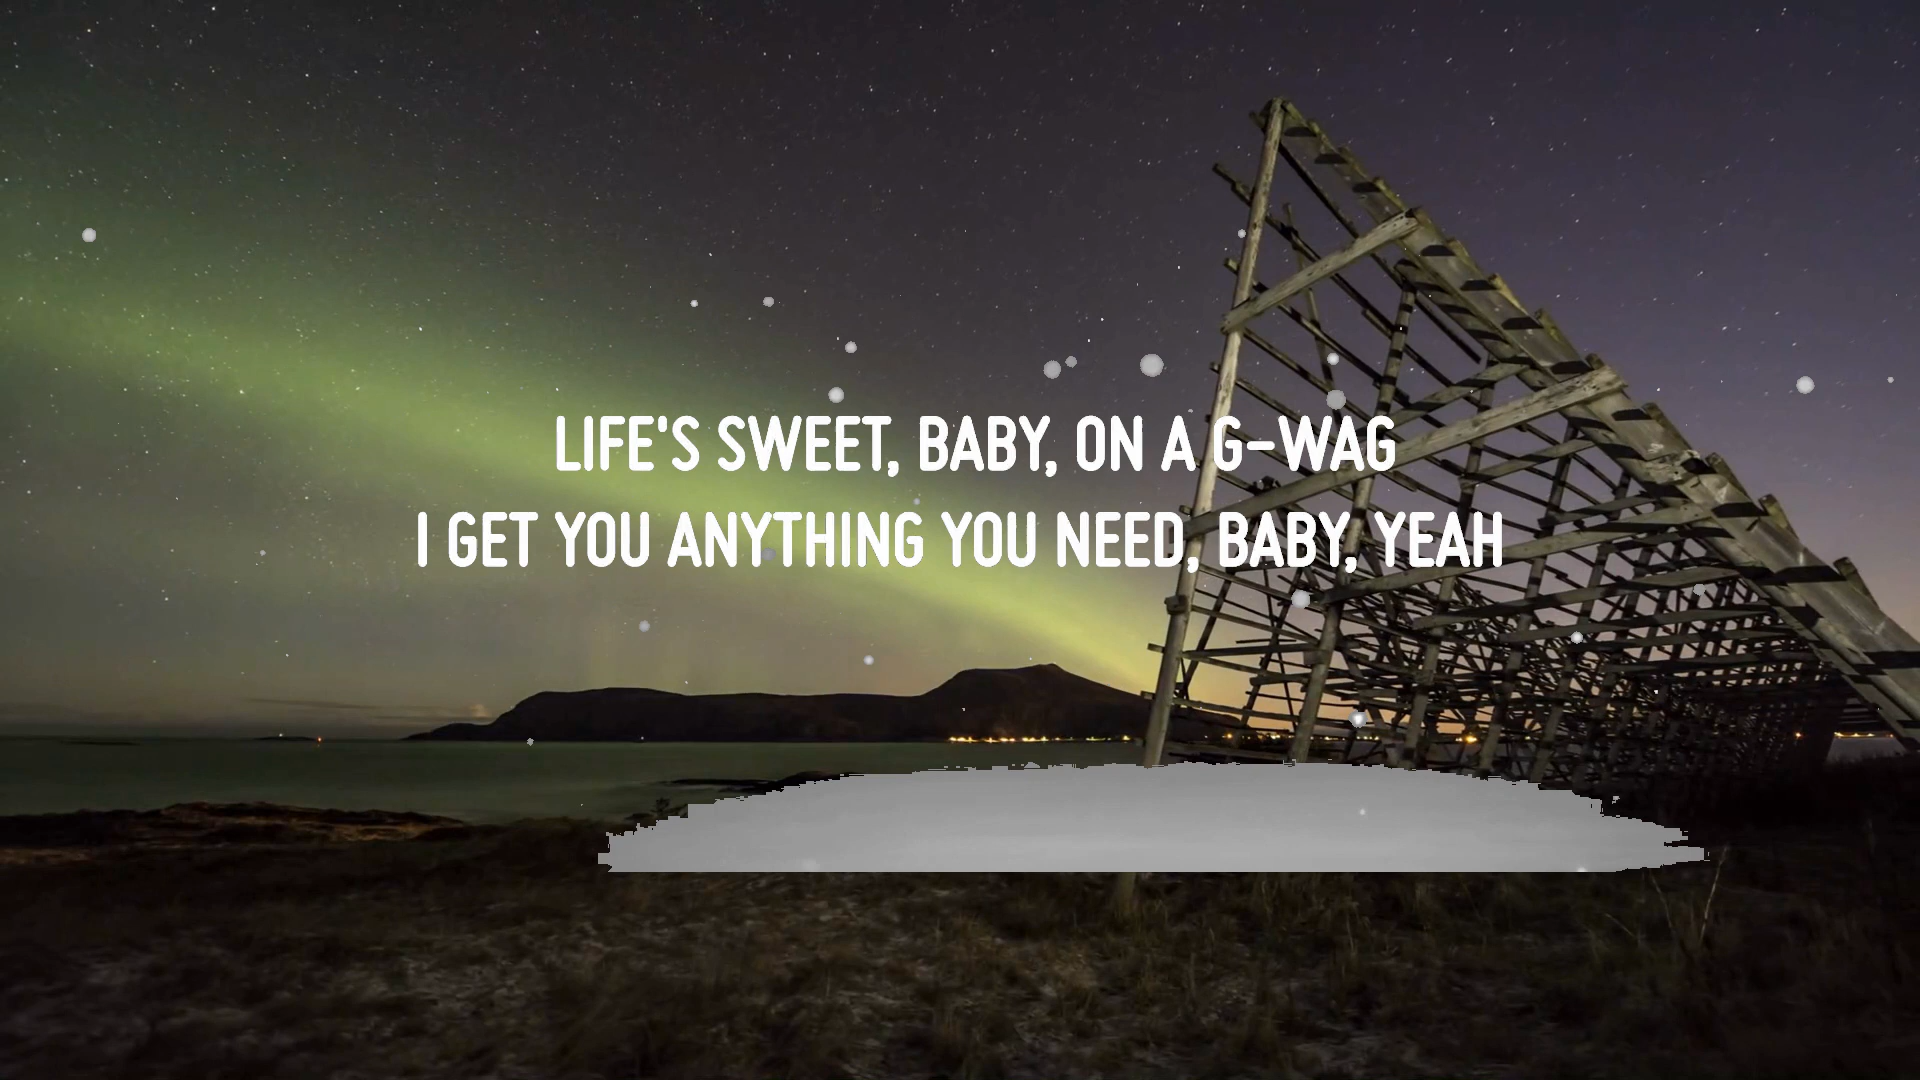 LIFE'S SWEET, BABY, ON A G-WAG
I GET YOU ANYTHING YOU NEED, BABY, YEAH